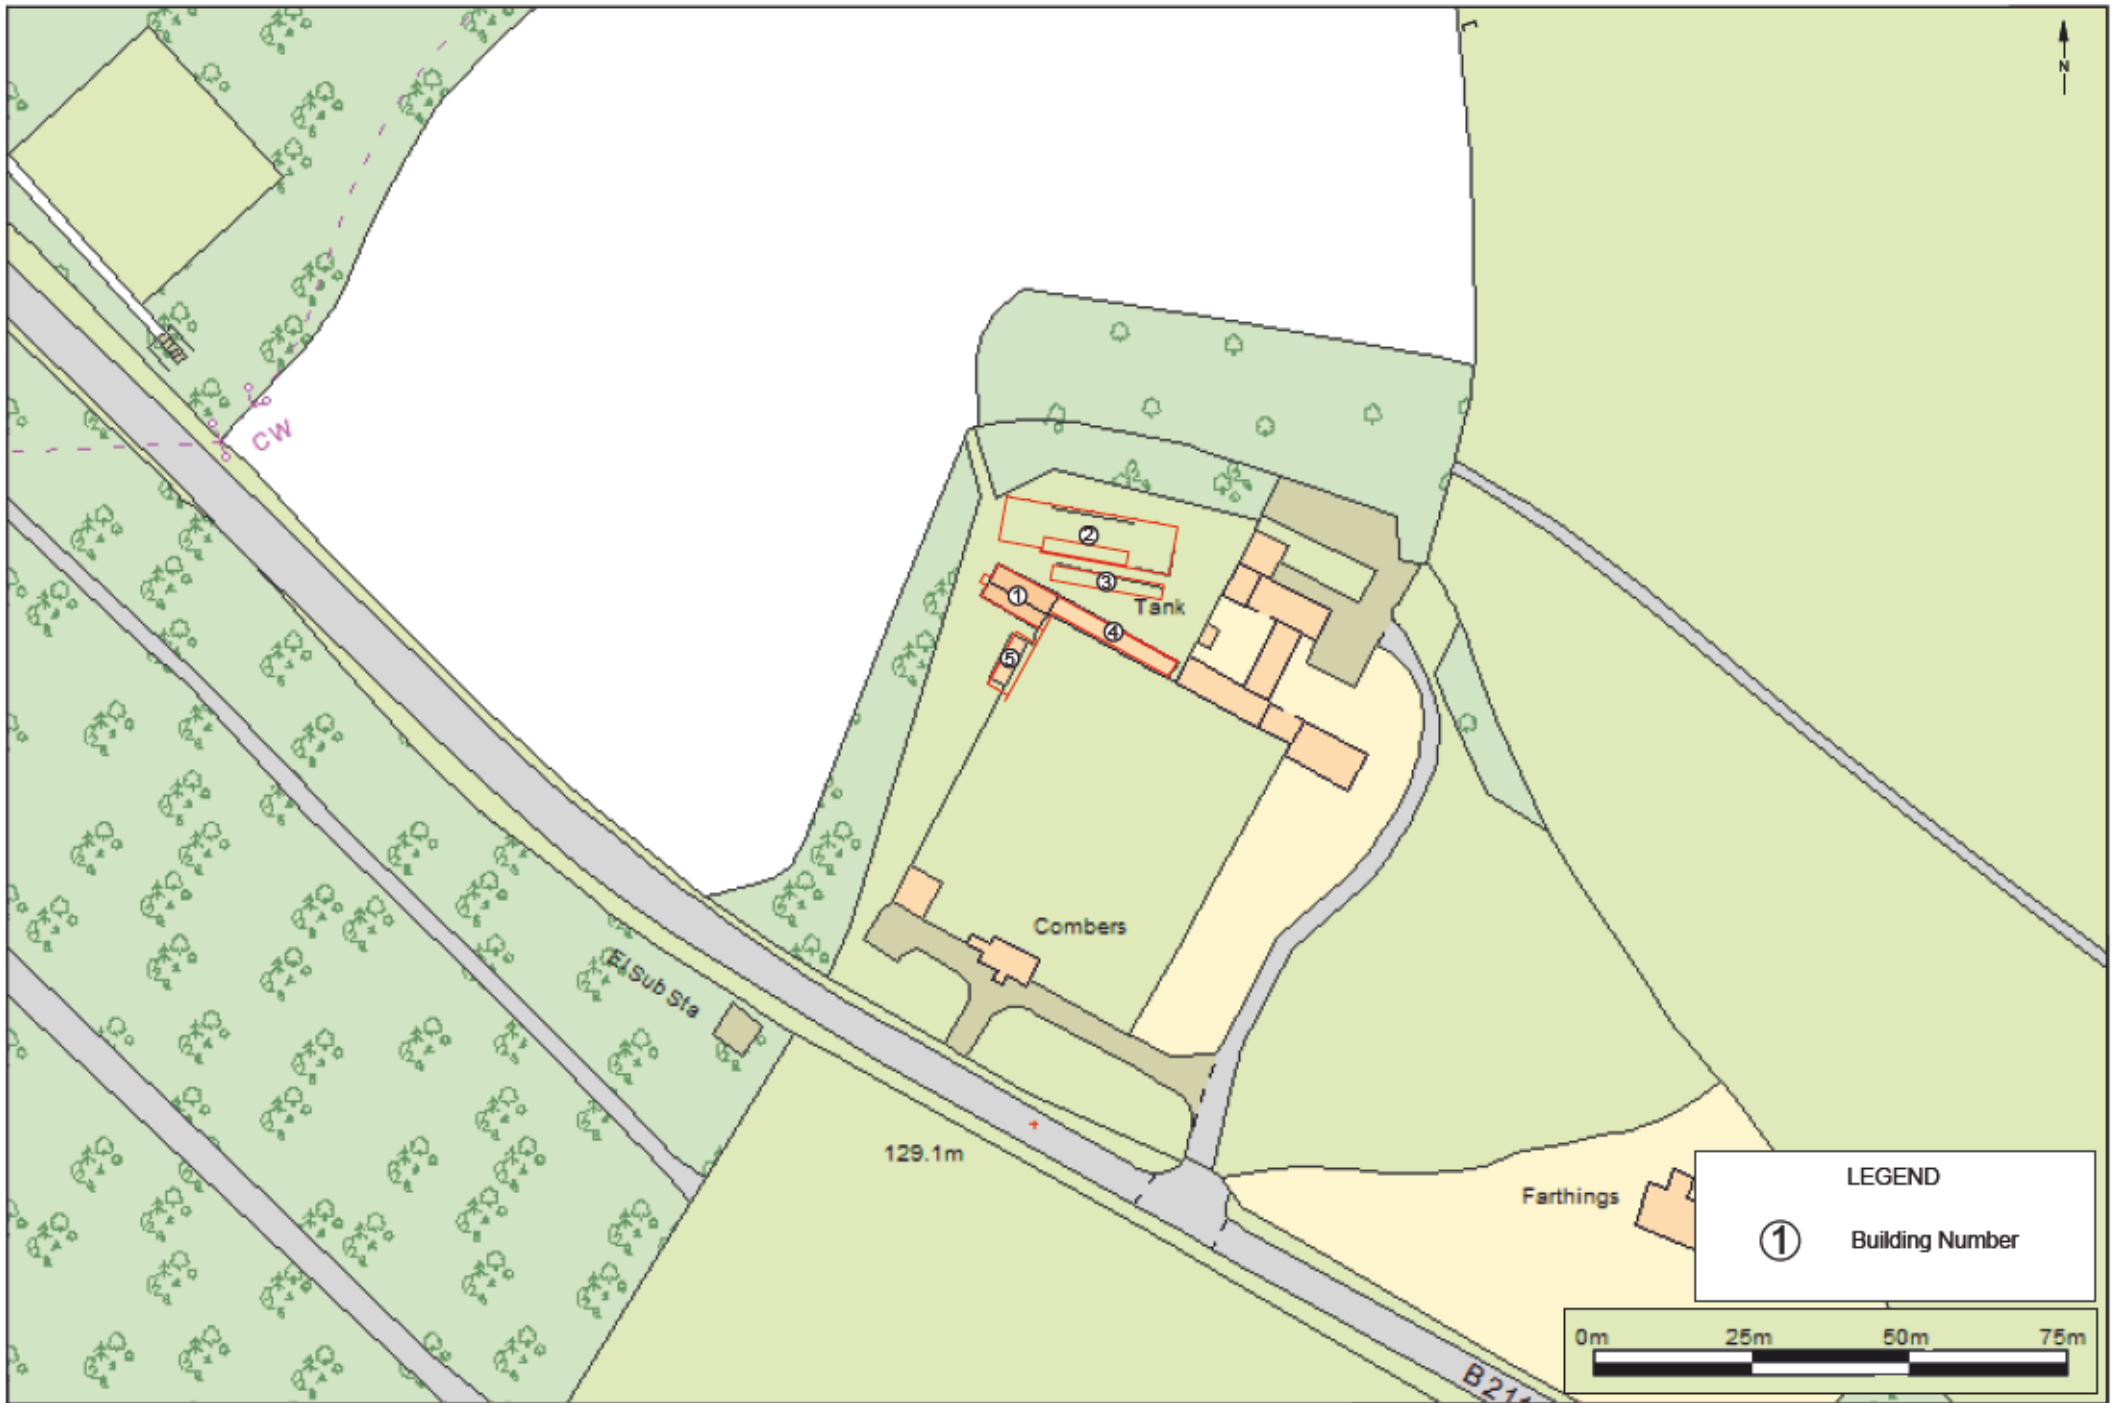 N
CW
②
③
①
Tank
④
⑤
Combers
El Sub Sta
129.1m
Farthings
LEGEND
① Building Number
0m 25m 50m 75m